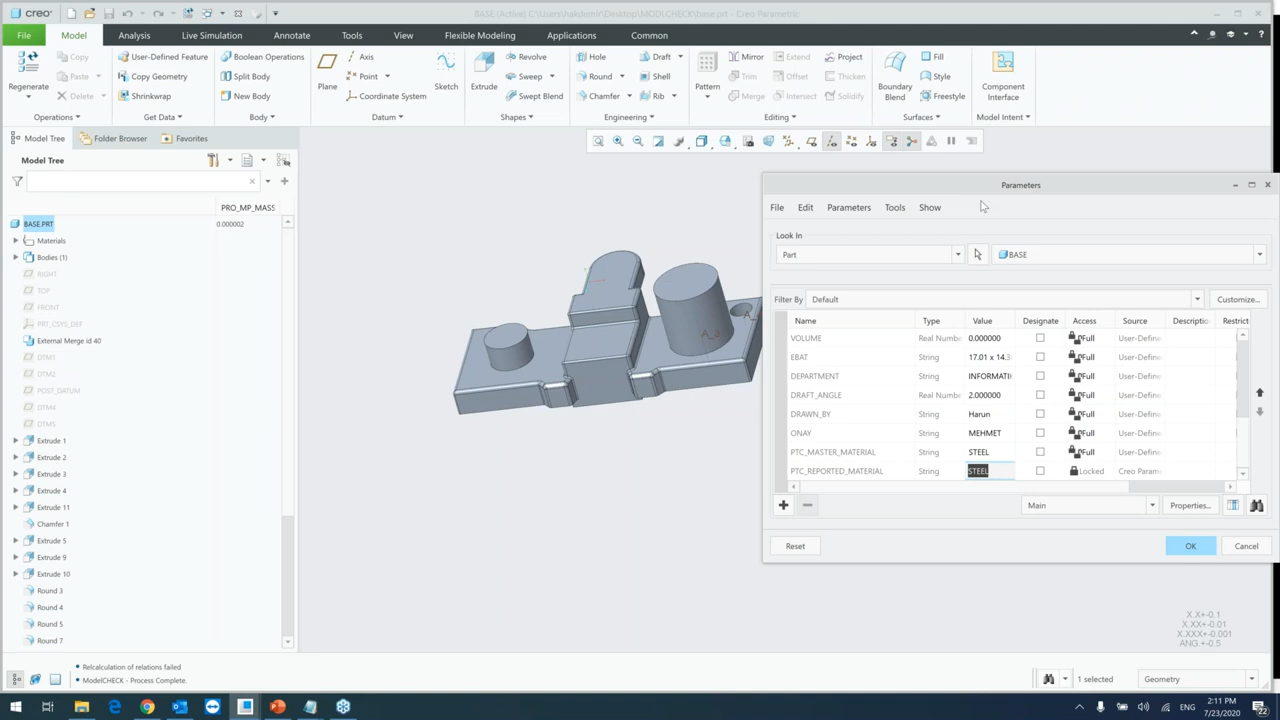 creo
BASE (Active) C:\Users\hakdemir\Desktop\MODLCHECK\base.prt - Creo Parametric
File Model Analysis Live Simulation Annotate Tools View Flexible Modeling Applications Common
Regenerate
Copy
Paste
Delete
User-Defined Feature
Copy Geometry
Shrinkwrap
Boolean Operations
Split Body
New Body
Plane
Axis
Point
Coordinate System
Sketch
Extrude
Revolve
Sweep
Swept Blend
Hole
Round
Chamfer
Draft
Shell
Rib
Pattern
Mirror
Trim
Merge
Extend
Offset
Intersect
Project
Thicken
Solidify
Boundary
Blend
Fill
Style
Freestyle
Component
Interface
Operations Get Data Body Datum Shapes Engineering Editing Surfaces Model Intent
Model Tree Folder Browser Favorites
Model Tree
PRO_MP_MASS
BASE.PRT 0.000002
Materials
Bodies (1)
RIGHT
TOP
FRONT
PRT_CSYS_DEF
External Merge id 40
DTM1
DTM2
POST_DATUM
DTM4
DTM5
Extrude 1
Extrude 2
Extrude 3
Extrude 4
Extrude 11
Chamfer 1
Extrude 5
Extrude 9
Extrude 10
Round 3
Round 4
Round 5
Round 7
Parameters
File Edit Parameters Tools Show
Look In
Part BASE
Filter By Default Customize...
Name Type Value Designate Access Source Descriptio Restrict
VOLUME Real Numbe 0.000000 Full User-Define
EBAT String 17.01 x 14.3 Full User-Define
DEPARTMENT String INFORMATI Full User-Define
DRAFT_ANGLE Real Numbe 2.000000 Full User-Define
DRAWN_BY String Harun Full User-Define
ONAY String MEHMET Full User-Define
PTC_MASTER_MATERIAL String STEEL Full User-Define
PTC_REPORTED_MATERIAL String STEEL Locked Creo Param
Main Properties...
Reset OK Cancel
X.X+-0.1
X.XX+-0.01
X.XXX+-0.001
ANG.+-0.5
• Recalculation of relations failed
• ModelCHECK - Process Complete.
1 selected Geometry
ENG
2:11 PM
7/23/2020
22